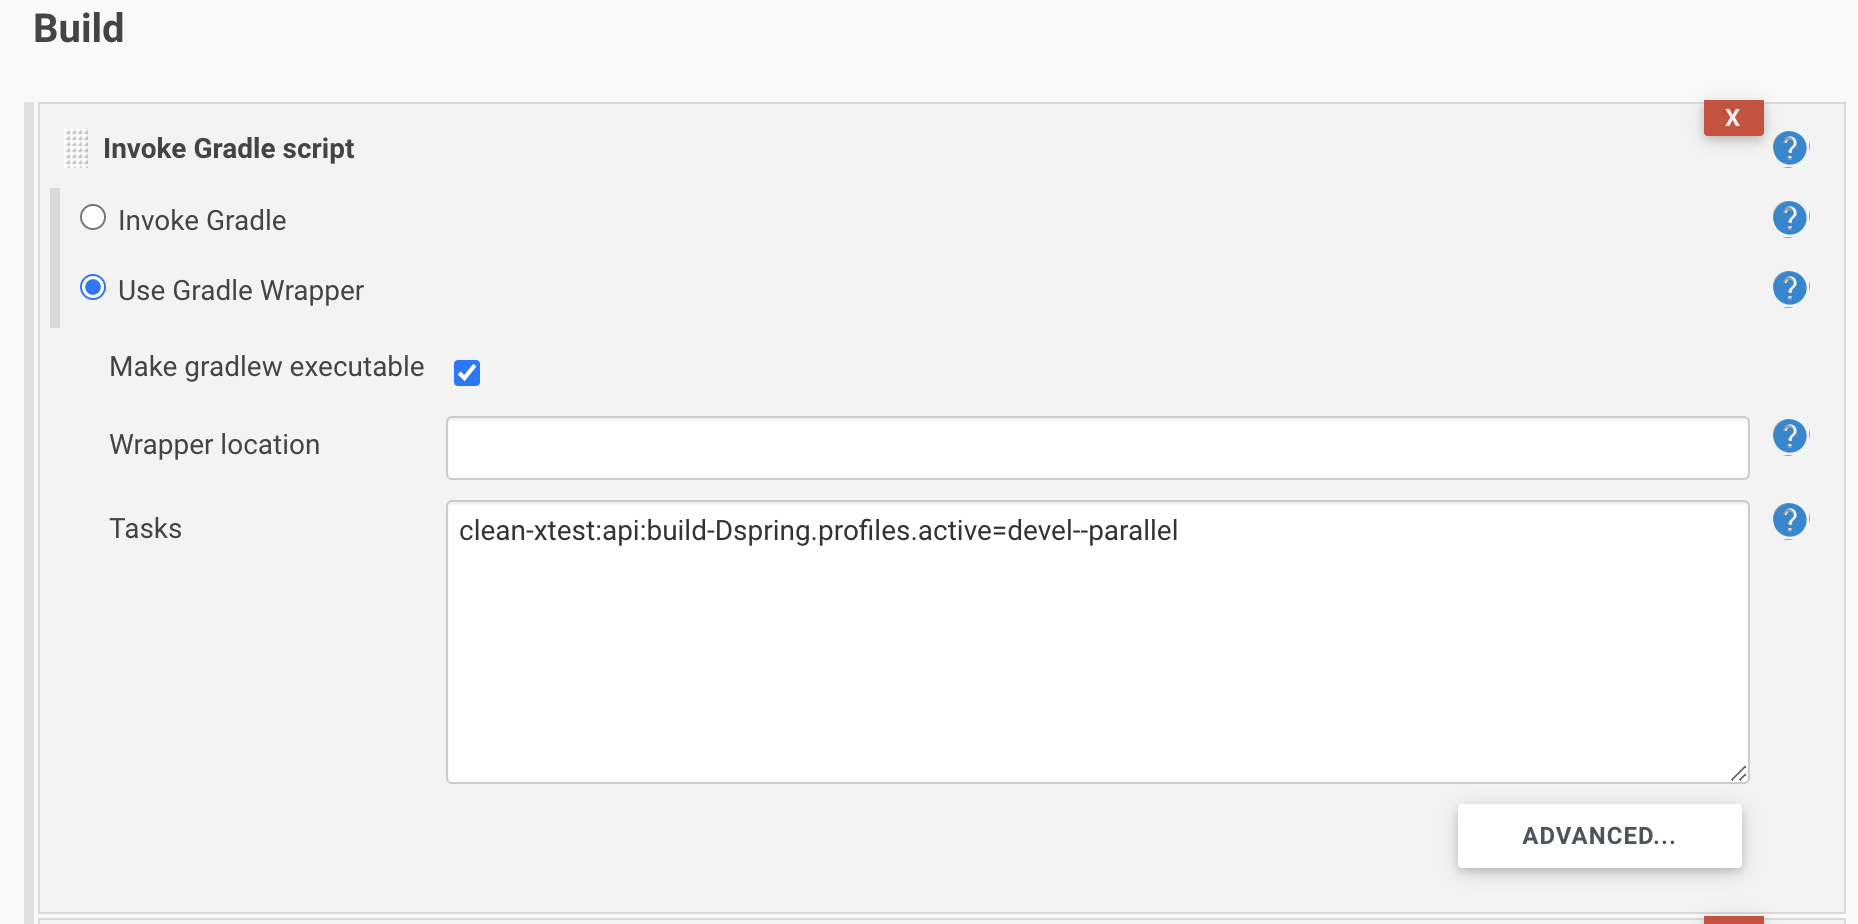 Build
X
Invoke Gradle script
?
Invoke Gradle
?
Use Gradle Wrapper
?
Make gradlew executable
Wrapper location
?
Tasks
clean-xtest:api:build-Dspring.profiles.active=devel--parallel
?
ADVANCED...